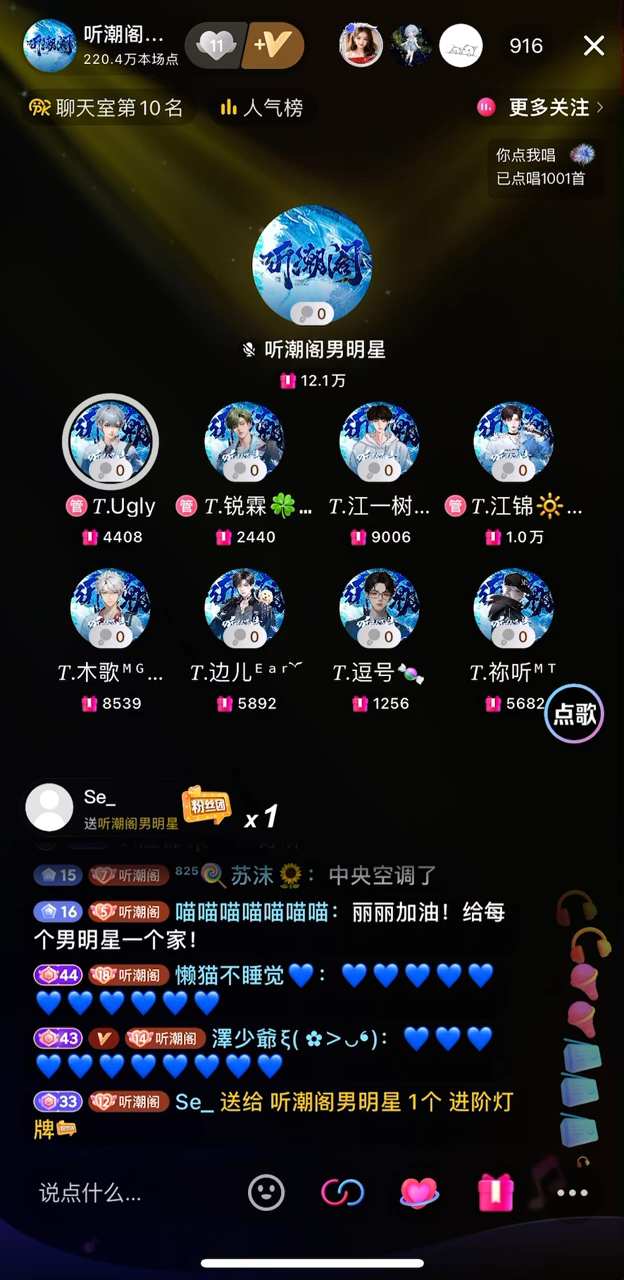 听潮阁...
220.4万本场点
11
+V
916
聊天室第10名
人气榜
更多关注
你点我唱
已点唱1001首
听潮阁
0
听潮阁男明星
12.1万
0
0
0
0
管 T.Ugly
管 T.锐霖🍀...
T.江一树...
管 T.江锦🔆...
4408
2440
9006
1.0万
0
0
0
0
T.木歌ᴹᴳ...
T.边儿ᴱᵃʳ
T.逗号🍬
T.祢听ᴹᵀ
8539
5892
1256
5682
点歌
Se_
送听潮阁男明星
粉丝团
x1
15 7 听潮阁 ⁸²⁵🍭苏沫🌻：中央空调了
16 5 听潮阁 喵喵喵喵喵喵喵：丽丽加油！给每
个男明星一个家！
44 18 听潮阁 懒猫不睡觉💙：💙💙💙💙💙
💙💙💙💙💙💙
43 V 14 听潮阁 澤少爺ξ( ✿＞◡❛)：💙💙💙
💙💙💙💙💙💙💙💙
33 12 听潮阁 Se_ 送给 听潮阁男明星 1个 进阶灯
牌
说点什么...